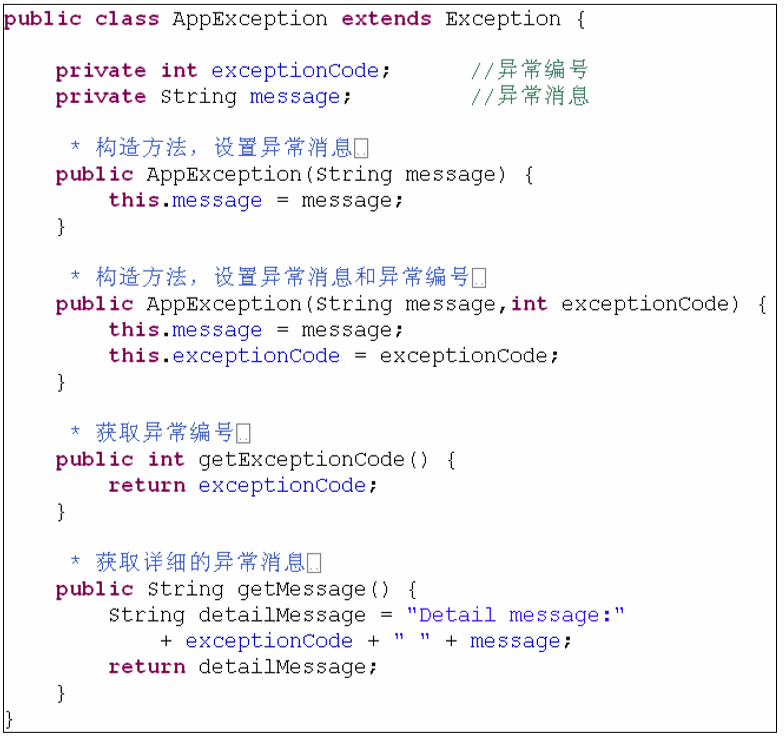 public class AppException extends Exception {
private int exceptionCode; //异常编号
private String message; //异常消息
* 构造方法，设置异常消息
public AppException(String message) {
this.message = message;
}
* 构造方法，设置异常消息和异常编号
public AppException(String message,int exceptionCode) {
this.message = message;
this.exceptionCode = exceptionCode;
}
* 获取异常编号
public int getExceptionCode() {
return exceptionCode;
}
* 获取详细的异常消息
public String getMessage() {
String detailMessage = "Detail message:"
+ exceptionCode + " " + message;
return detailMessage;
}
}